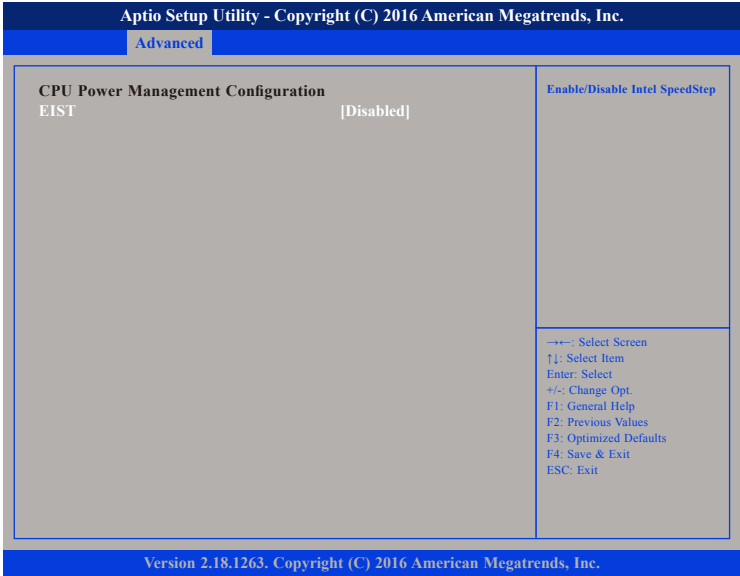 Aptio Setup Utility - Copyright (C) 2016 American Megatrends, Inc.
Advanced
CPU Power Management Configuration
EIST [Disabled]
Enable/Disable Intel SpeedStep
→←: Select Screen
↑↓: Select Item
Enter: Select
+/-: Change Opt.
F1: General Help
F2: Previous Values
F3: Optimized Defaults
F4: Save & Exit
ESC: Exit
Version 2.18.1263. Copyright (C) 2016 American Megatrends, Inc.